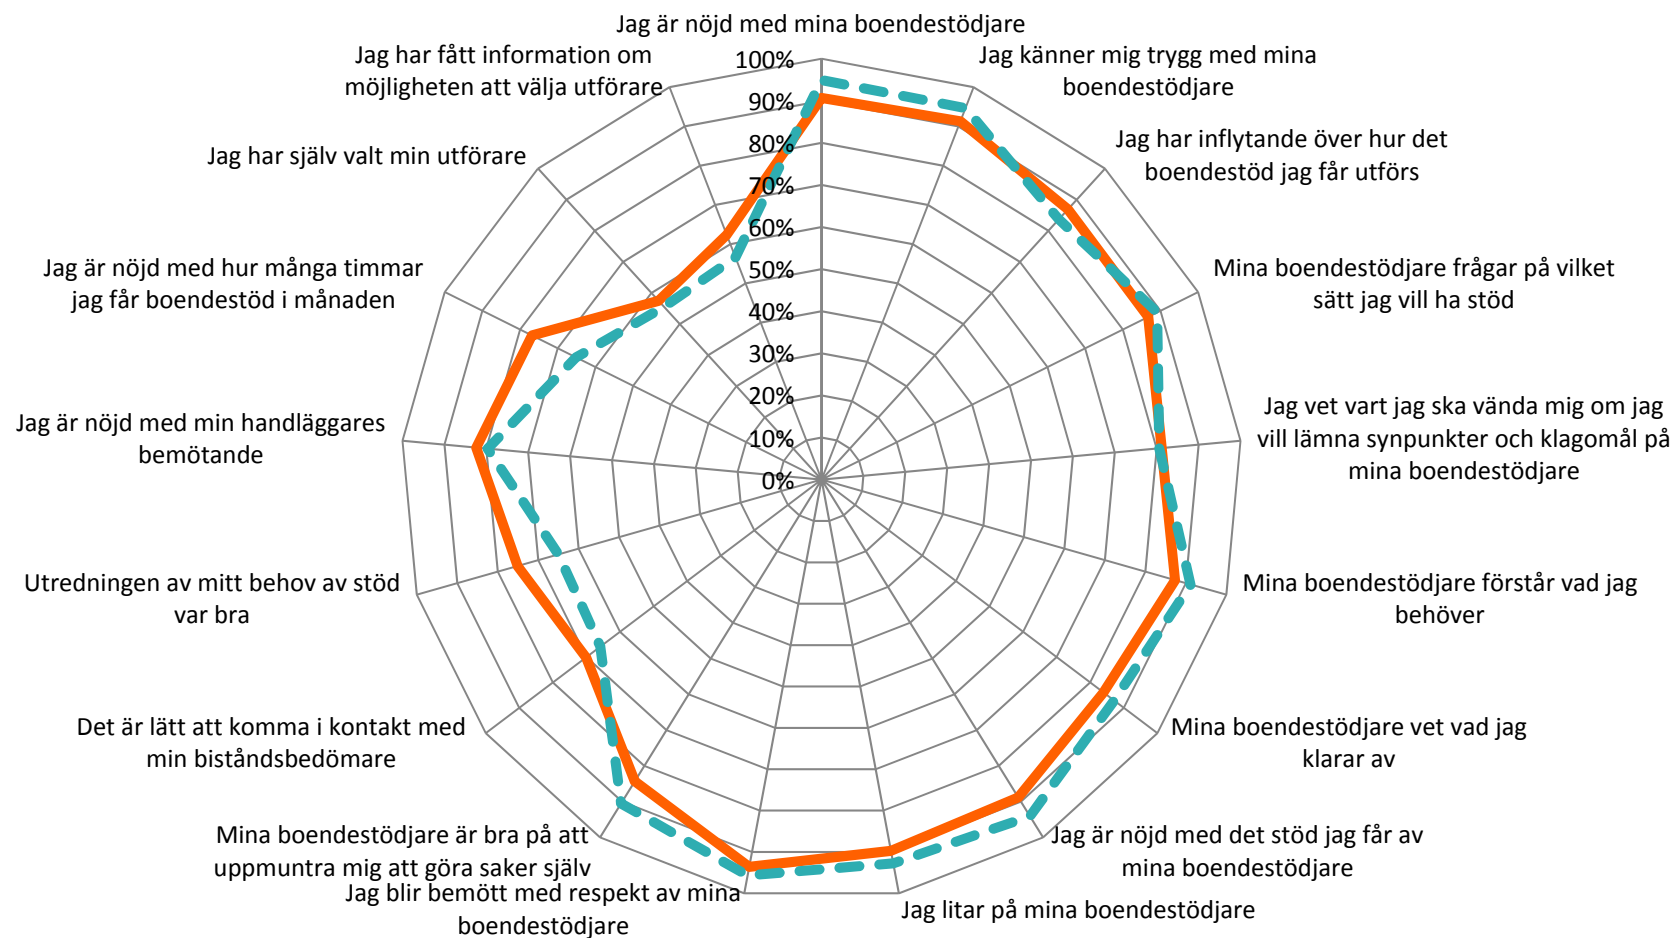 Jag är nöjd med mina boendestödjare
Jag känner mig trygg med mina
boendestödjare
Jag har inflytande över hur det
boendestöd jag får utförs
Mina boendestödjare frågar på vilket
sätt jag vill ha stöd
Jag vet vart jag ska vända mig om jag
vill lämna synpunkter och klagomål på
mina boendestödjare
Mina boendestödjare förstår vad jag
behöver
Mina boendestödjare vet vad jag
klarar av
Jag är nöjd med det stöd jag får av
mina boendestödjare
Jag litar på mina boendestödjare
Jag blir bemött med respekt av mina
boendestödjare
Mina boendestödjare är bra på att
uppmuntra mig att göra saker själv
Det är lätt att komma i kontakt med
min biståndsbedömare
Utredningen av mitt behov av stöd
var bra
Jag är nöjd med min handläggares
bemötande
Jag är nöjd med hur många timmar
jag får boendestöd i månaden
Jag har själv valt min utförare
Jag har fått information om
möjligheten att välja utförare
100%
90%
80%
70%
60%
50%
40%
30%
20%
10%
0%